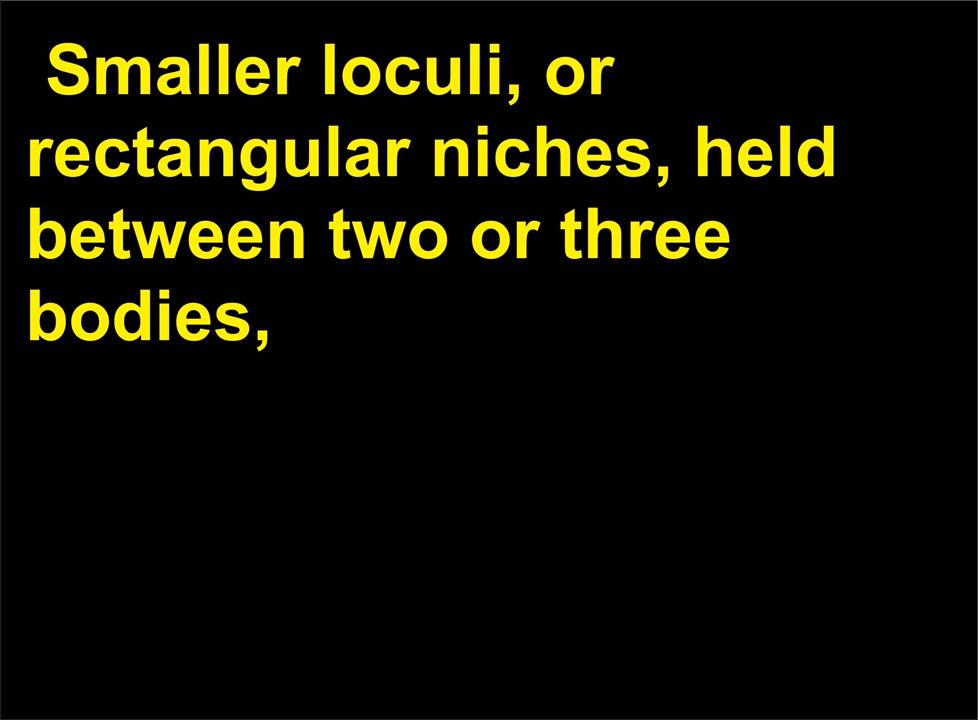 Smaller loculi, or
rectangular niches, held
between two or three
bodies,